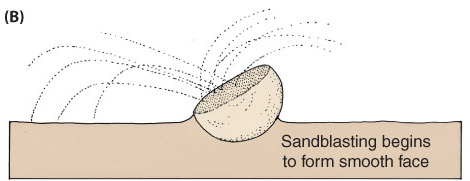 (B)
Sandblasting begins
to form smooth face